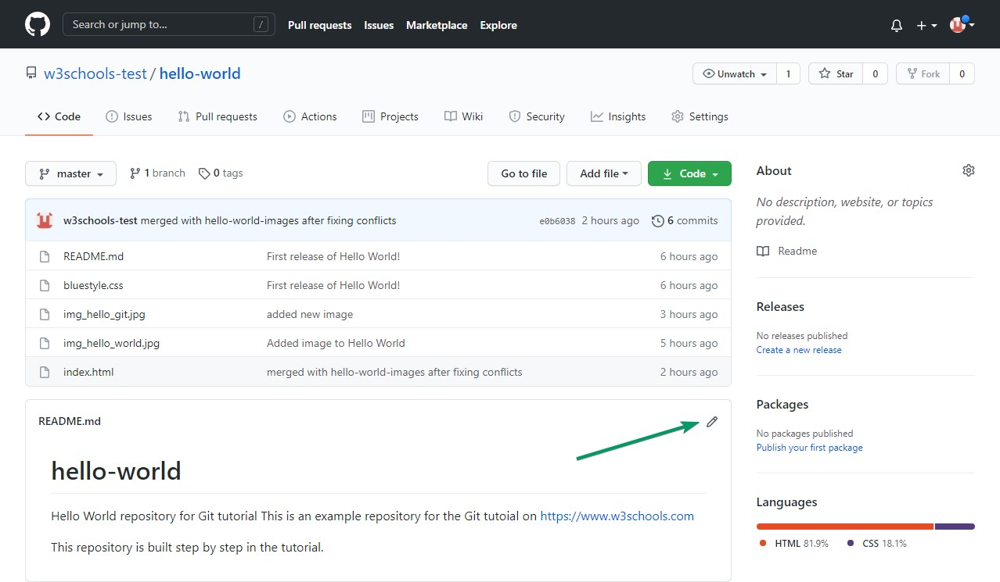 Search or jump to... /
Pull requests Issues Marketplace Explore
w3schools-test / hello-world
Unwatch 1 Star 0 Fork 0
Code Issues Pull requests Actions Projects Wiki Security Insights Settings
master 1 branch 0 tags Go to file Add file Code
w3schools-test merged with hello-world-images after fixing conflicts e0b6038 2 hours ago 6 commits
README.md First release of Hello World! 6 hours ago
bluestyle.css First release of Hello World! 6 hours ago
img_hello_git.jpg added new image 3 hours ago
img_hello_world.jpg Added image to Hello World 5 hours ago
index.html merged with hello-world-images after fixing conflicts 2 hours ago
README.md
hello-world
Hello World repository for Git tutorial This is an example repository for the Git tutoial on https://www.w3schools.com
This repository is built step by step in the tutorial.
About
No description, website, or topics
provided.
Readme
Releases
No releases published
Create a new release
Packages
No packages published
Publish your first package
Languages
HTML 81.9% CSS 18.1%